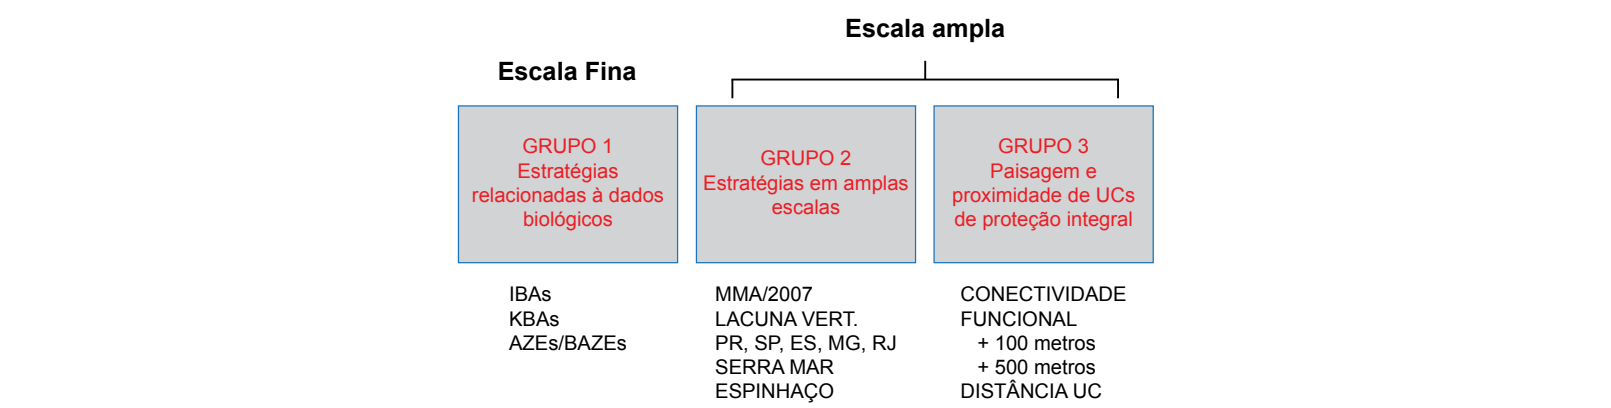 Escala ampla
Escala Fina
GRUPO 1
Estratégias
relacionadas à dados
biológicos
GRUPO 2
Estratégias em amplas
escalas
GRUPO 3
Paisagem e
proximidade de UCs
de proteção integral
IBAs
KBAs
AZEs/BAZEs
MMA/2007
LACUNA VERT.
PR, SP, ES, MG, RJ
SERRA MAR
ESPINHAÇO
CONECTIVIDADE
FUNCIONAL
+ 100 metros
+ 500 metros
DISTÂNCIA UC